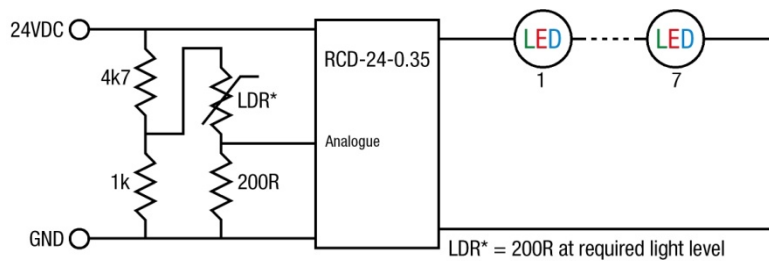 24VDC
4k7
LDR*
RCD-24-0.35
LED
LED
1
7
Analogue
1k
200R
GND
LDR* = 200R at required light level